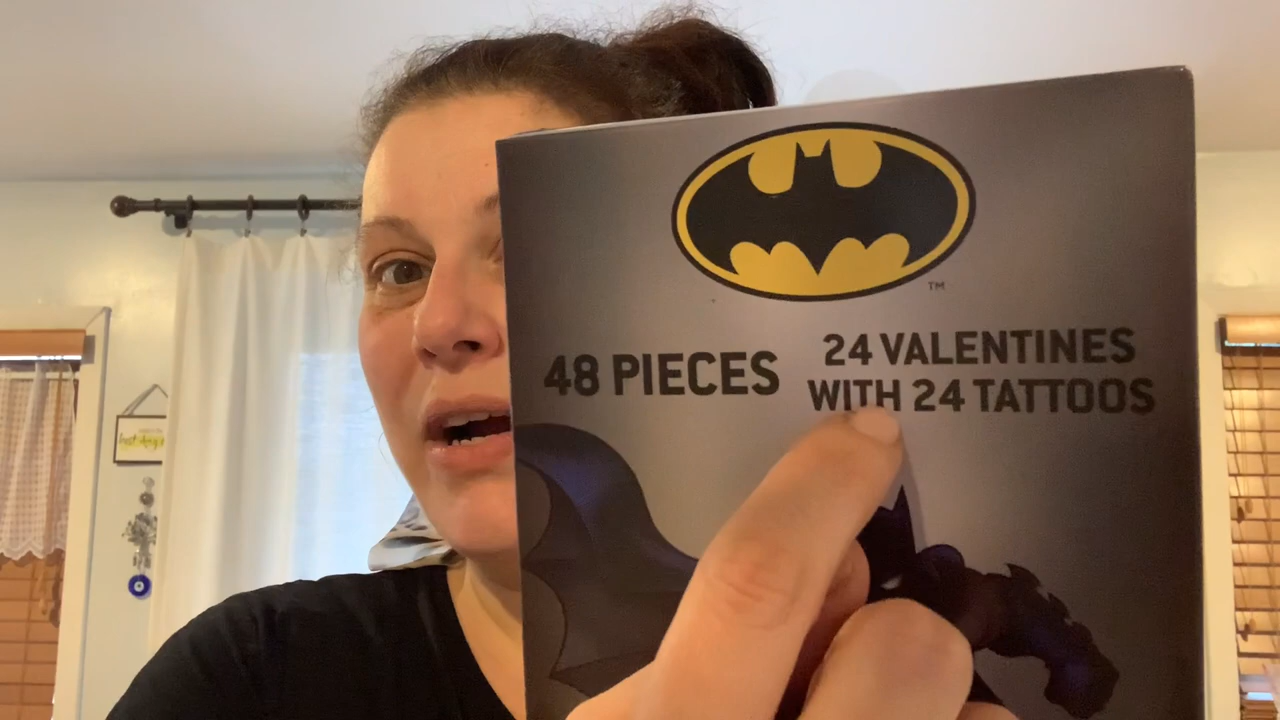 TM
48 PIECES
24 VALENTINES
WITH 24 TATTOOS